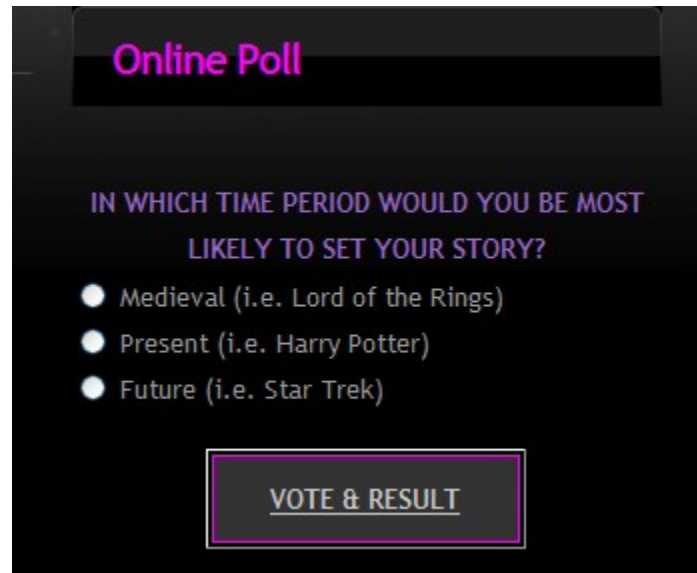 Online Poll
IN WHICH TIME PERIOD WOULD YOU BE MOST
LIKELY TO SET YOUR STORY?
Medieval (i.e. Lord of the Rings)
Present (i.e. Harry Potter)
Future (i.e. Star Trek)
VOTE & RESULT